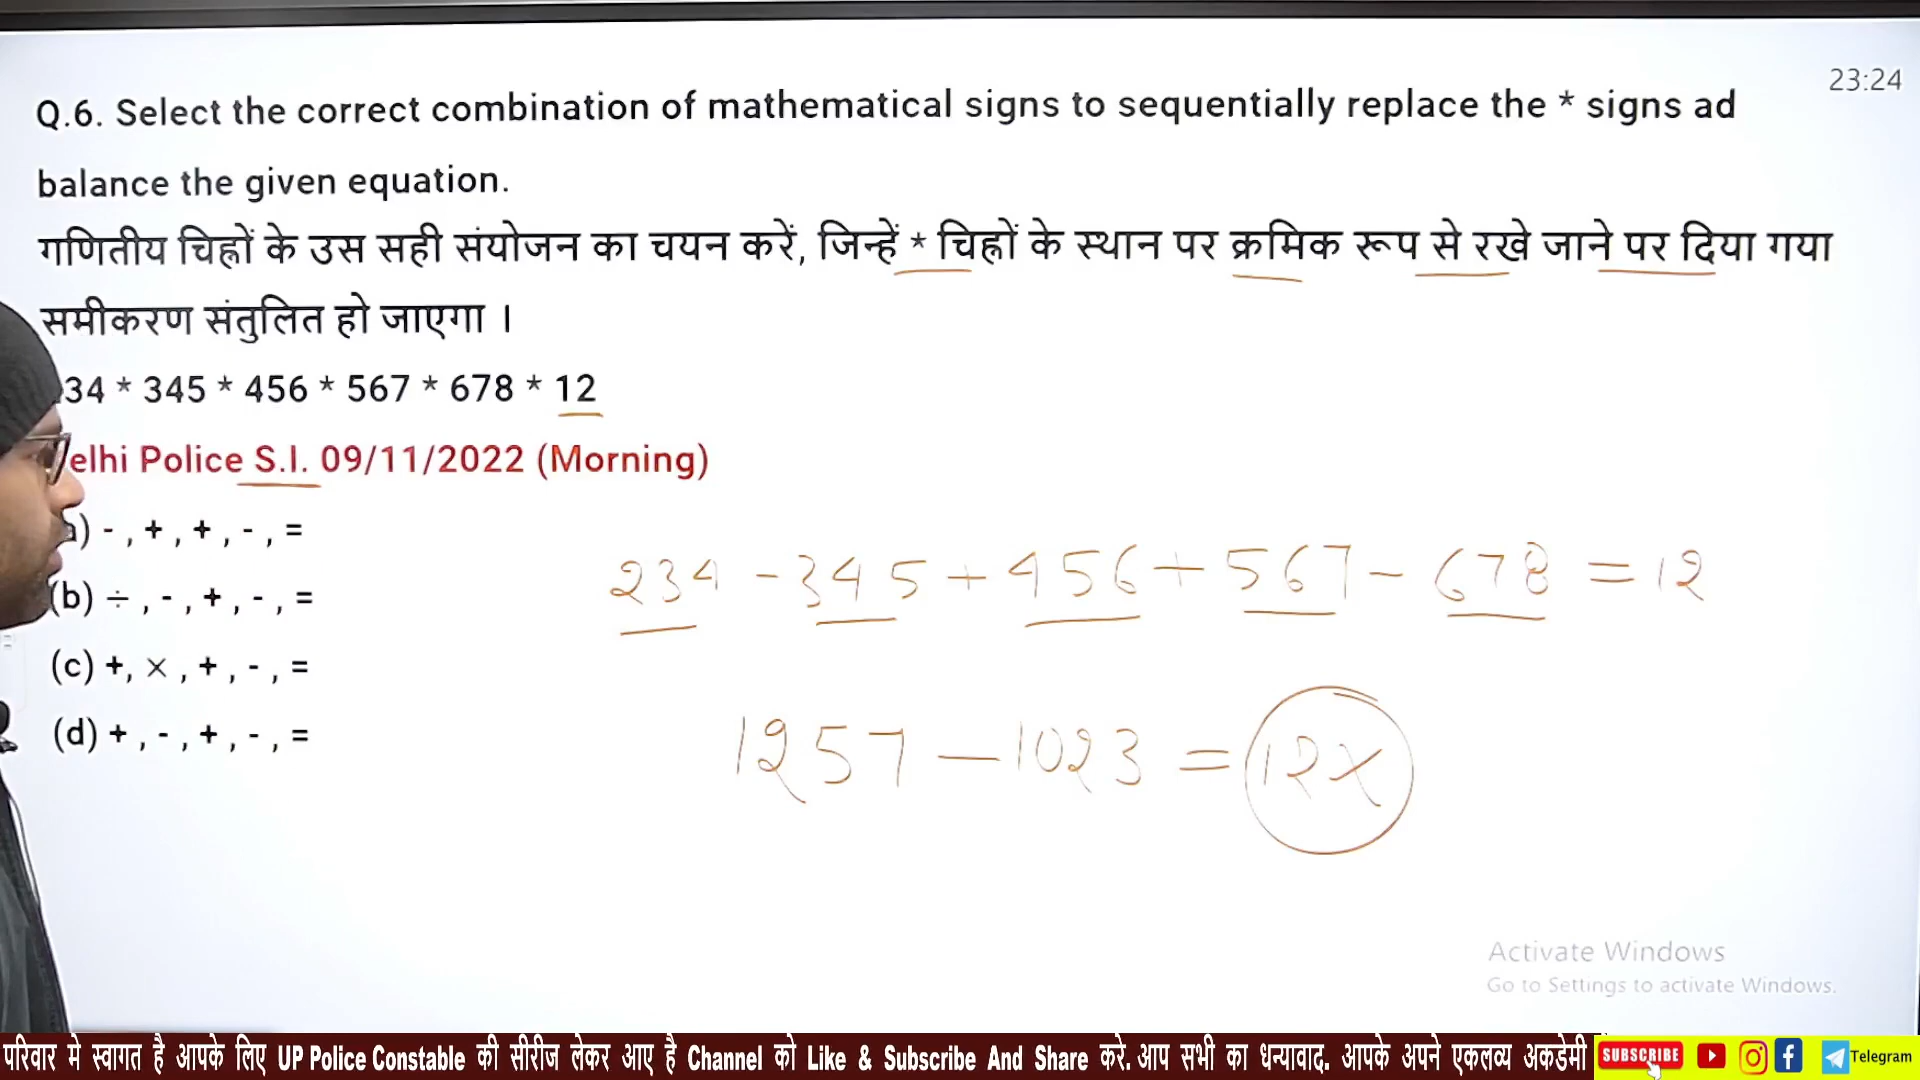 23:24
Q.6. Select the correct combination of mathematical signs to sequentially replace the * signs ad
balance the given equation.
गणितीय चिह्नों के उस सही संयोजन का चयन करें, जिन्हें * चिह्नों के स्थान पर क्रमिक रूप से रखे जाने पर दिया गया
समीकरण संतुलित हो जाएगा ।
34 * 345 * 456 * 567 * 678 * 12
elhi Police S.I. 09/11/2022 (Morning)
) - , + , + , - , =
(b) ÷ , - , + , - , =
(c) +, × , + , - , =
(d) + , - , + , - , =
234 - 345 + 456 + 567 - 678 = 12
1257 - 1023 = 12 x
Activate Windows
Go to Settings to activate Windows.
परिवार मे स्वागत है आपके लिए UP Police Constable की सीरीज लेकर आए है Channel को Like & Subscribe And Share करे. आप सभी का धन्यावाद. आपके अपने एकलव्य अकडेमी
SUBSCRIBE
Telegram